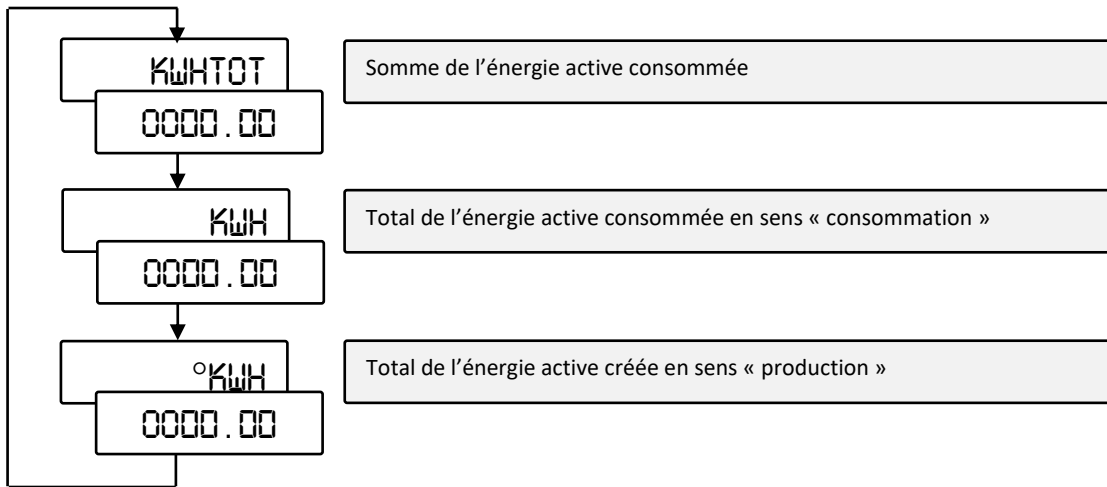 KWHTOT
Somme de l’énergie active consommée
0000.00
KWH
Total de l’énergie active consommée en sens « consommation »
0000.00
°KWH
Total de l’énergie active créée en sens « production »
0000.00